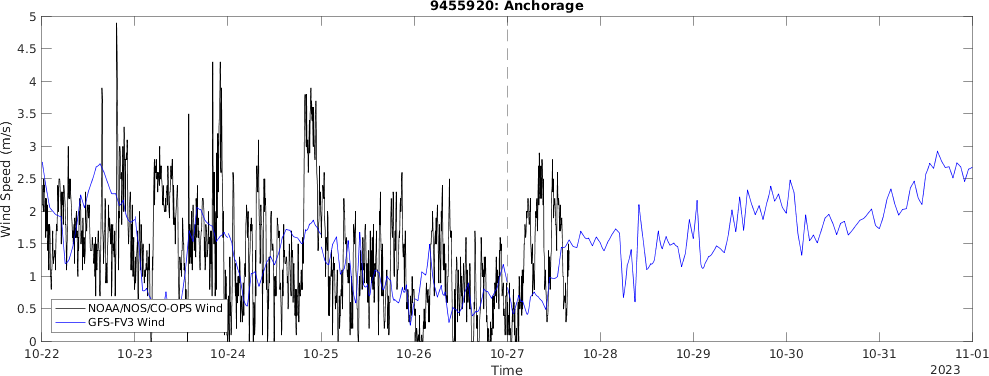 9455920: Anchorage
5
4.5
4
3.5
3
2.5
2
1.5
1
0.5
0
Wind Speed (m/s)
NOAA/NOS/CO-OPS Wind
GFS-FV3 Wind
10-22 10-23 10-24 10-25 10-26 10-27 10-28 10-29 10-30 10-31 11-01
Time
2023